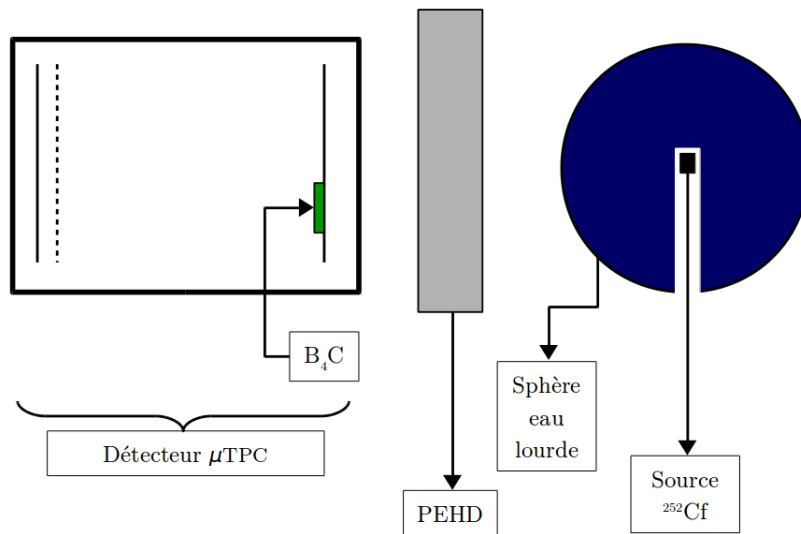 B₄C
Détecteur μTPC
Sphère
eau
lourde
PEHD
Source
²⁵²Cf